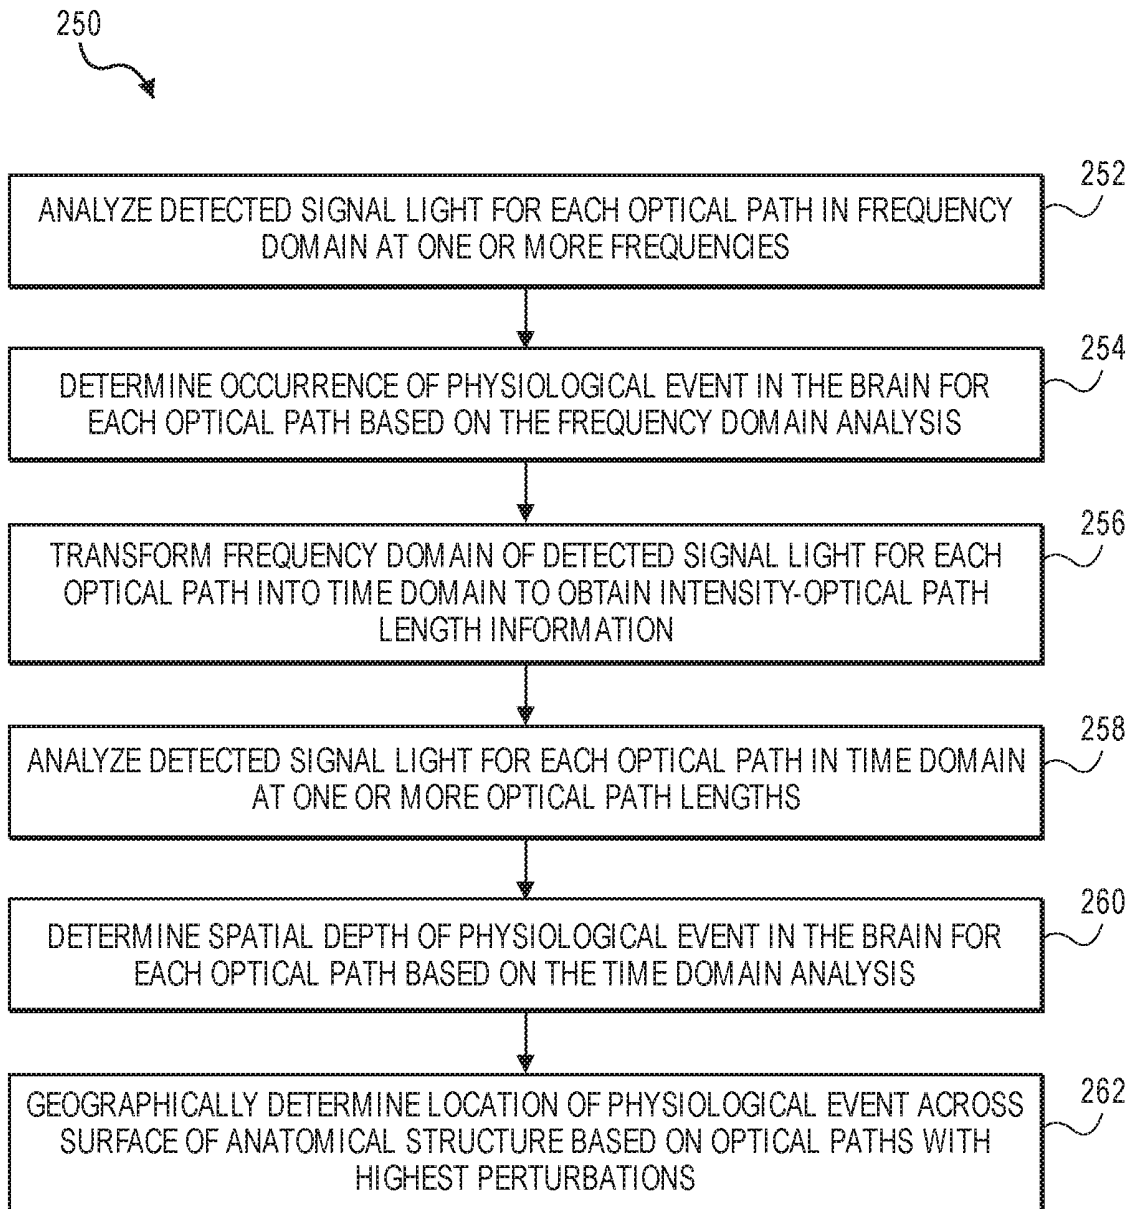 250
252
ANALYZE DETECTED SIGNAL LIGHT FOR EACH OPTICAL PATH IN FREQUENCY
DOMAIN AT ONE OR MORE FREQUENCIES
254
DETERMINE OCCURRENCE OF PHYSIOLOGICAL EVENT IN THE BRAIN FOR
EACH OPTICAL PATH BASED ON THE FREQUENCY DOMAIN ANALYSIS
256
TRANSFORM FREQUENCY DOMAIN OF DETECTED SIGNAL LIGHT FOR EACH
OPTICAL PATH INTO TIME DOMAIN TO OBTAIN INTENSITY-OPTICAL PATH
LENGTH INFORMATION
258
ANALYZE DETECTED SIGNAL LIGHT FOR EACH OPTICAL PATH IN TIME DOMAIN
AT ONE OR MORE OPTICAL PATH LENGTHS
260
DETERMINE SPATIAL DEPTH OF PHYSIOLOGICAL EVENT IN THE BRAIN FOR
EACH OPTICAL PATH BASED ON THE TIME DOMAIN ANALYSIS
262
GEOGRAPHICALLY DETERMINE LOCATION OF PHYSIOLOGICAL EVENT ACROSS
SURFACE OF ANATOMICAL STRUCTURE BASED ON OPTICAL PATHS WITH
HIGHEST PERTURBATIONS